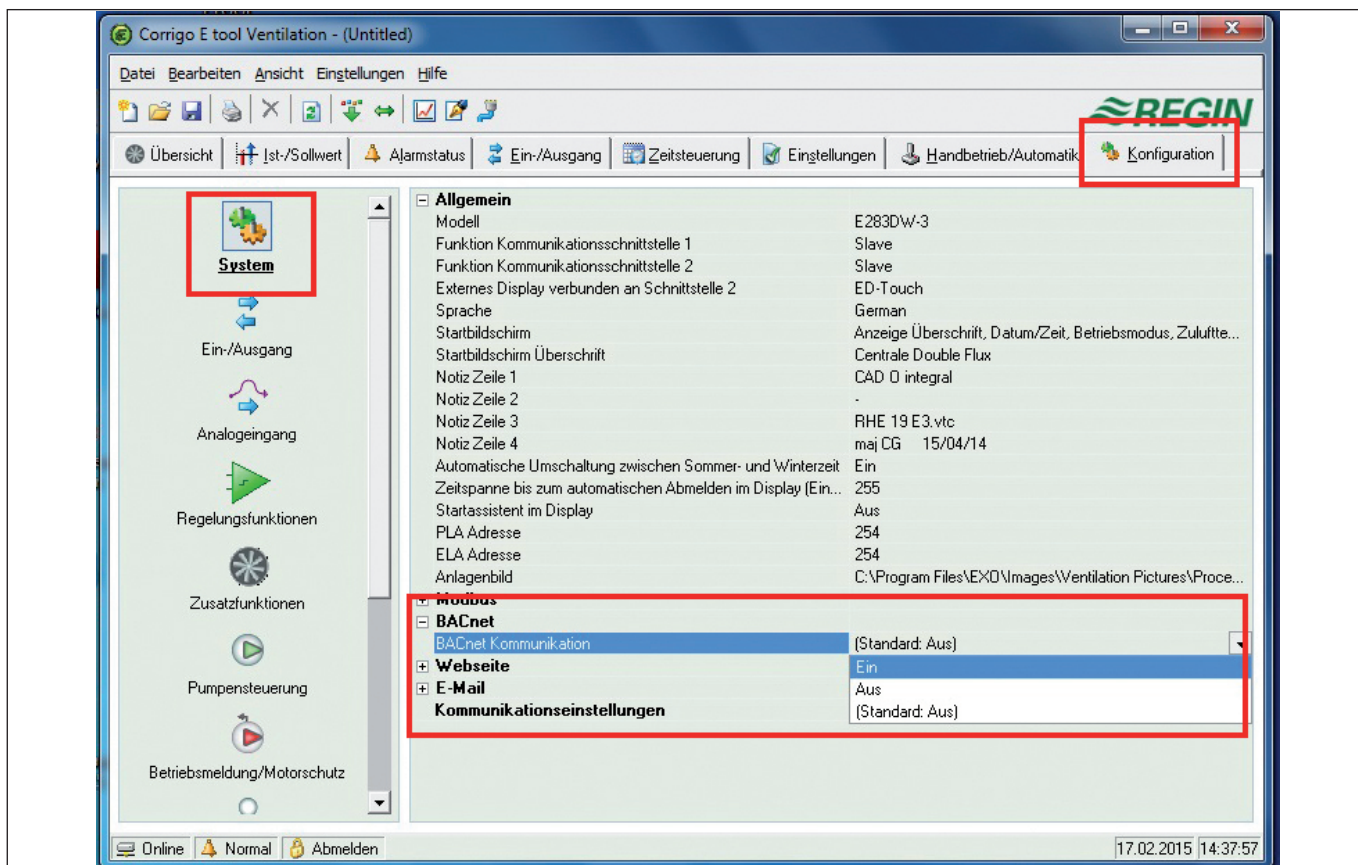 Corrigo E tool Ventilation - (Untitled)
Datei Bearbeiten Ansicht Einstellungen Hilfe
REGIN
Übersicht Ist-/Sollwert Alarmstatus Ein-/Ausgang Zeitsteuerung Einstellungen Handbetrieb/Automatik Konfiguration
System
Ein-/Ausgang
Analogeingang
Regelungsfunktionen
Zusatzfunktionen
Pumpensteuerung
Betriebsmeldung/Motorschutz
Allgemein
Modell E283DW-3
Funktion Kommunikationsschnittstelle 1 Slave
Funktion Kommunikationsschnittstelle 2 Slave
Externes Display verbunden an Schnittstelle 2 ED-Touch
Sprache German
Startbildschirm Anzeige Überschrift, Datum/Zeit, Betriebsmodus, Zuluftte...
Startbildschirm Überschrift Centrale Double Flux
Notiz Zeile 1 CAD O integral
Notiz Zeile 2 -
Notiz Zeile 3 RHE 19 E3.vtc
Notiz Zeile 4 maj CG 15/04/14
Automatische Umschaltung zwischen Sommer- und Winterzeit Ein
Zeitspanne bis zum automatischen Abmelden im Display (Ein... 255
Startassistent im Display Aus
PLA Adresse 254
ELA Adresse 254
Anlagenbild C:\Program Files\EXO\Images\Ventilation Pictures\Proce...
Modbus
BACnet
BACnet Kommunikation (Standard: Aus)
Webseite Ein
E-Mail Aus
Kommunikationseinstellungen (Standard: Aus)
Online Normal Abmelden 17.02.2015 14:37:57